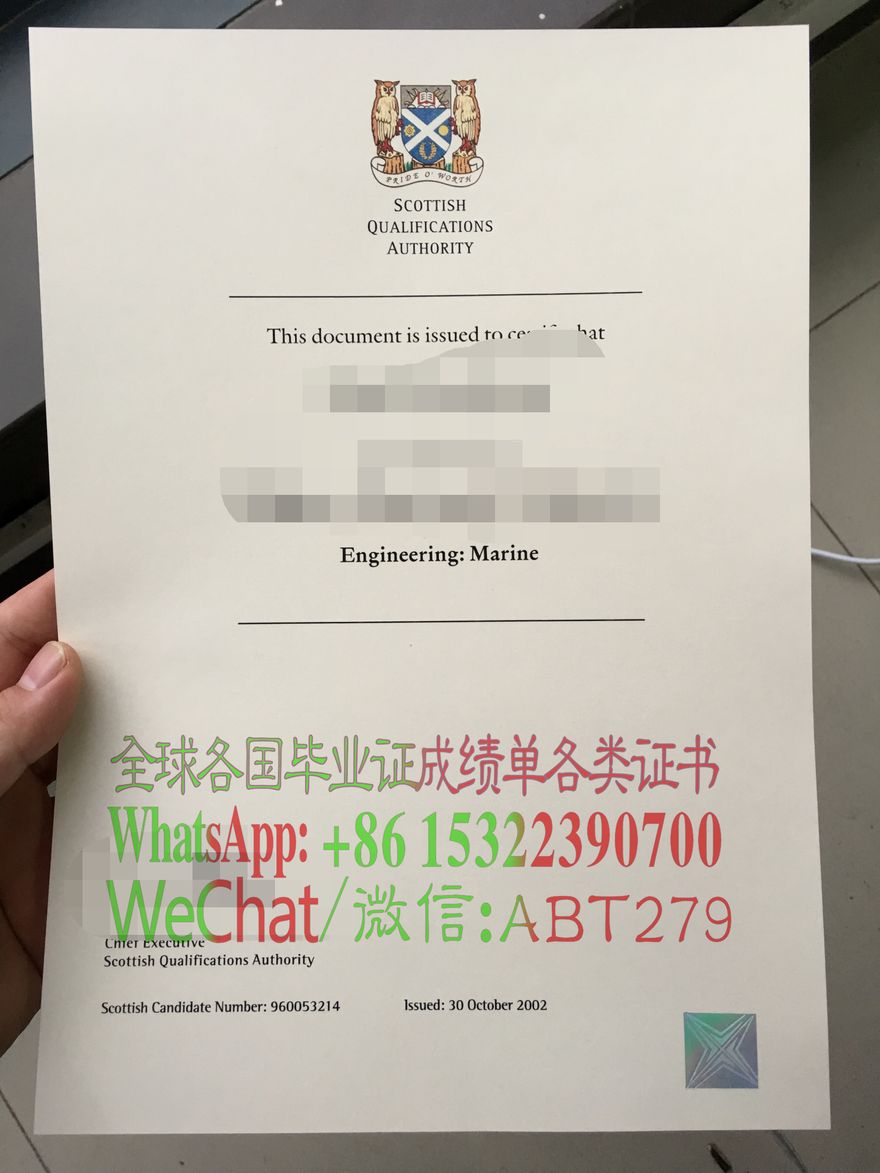 PRIDE O' WORTH
SCOTTISH
QUALIFICATIONS
AUTHORITY
This document is issued to certify that
Engineering: Marine
全球各国毕业证成绩单各类证书
WhatsApp: +86 15322390700
WeChat/微信:ABT279
Chief Executive
Scottish Qualifications Authority
Scottish Candidate Number: 960053214 Issued: 30 October 2002